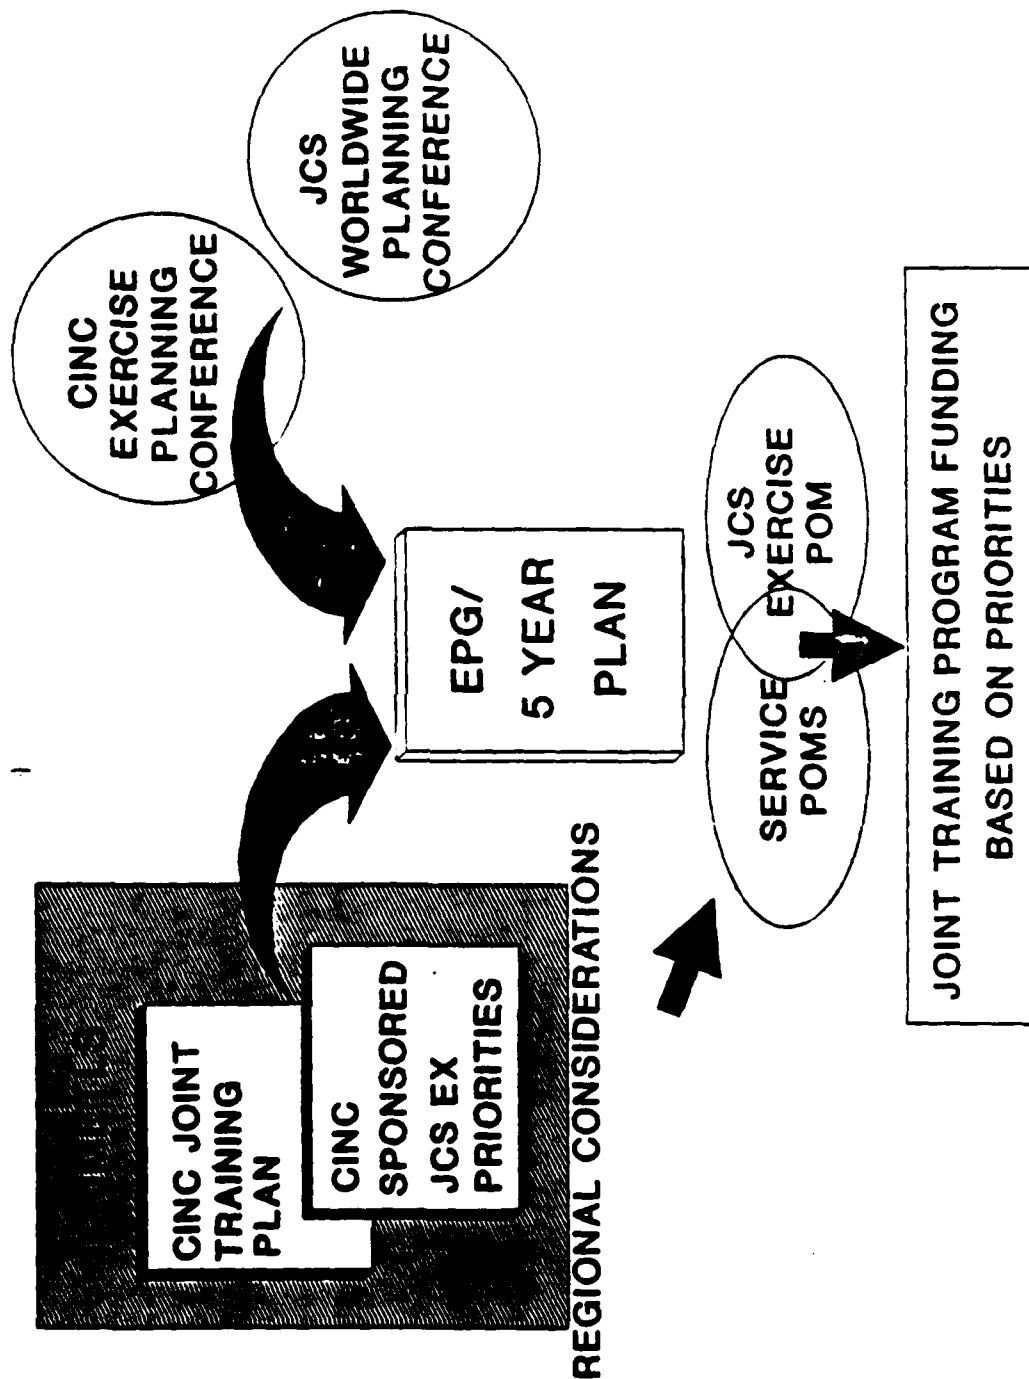 CINC JOINT
TRAINING
PLAN
CINC
SPONSORED
JCS EX
PRIORITIES
REGIONAL CONSIDERATIONS
CINC
EXERCISE
PLANNING
CONFERENCE
JCS
WORLDWIDE
PLANNING
CONFERENCE
EPG/
5 YEAR
PLAN
SERVICE
POMS
JCS
EXERCISE
POM
JOINT TRAINING PROGRAM FUNDING
BASED ON PRIORITIES